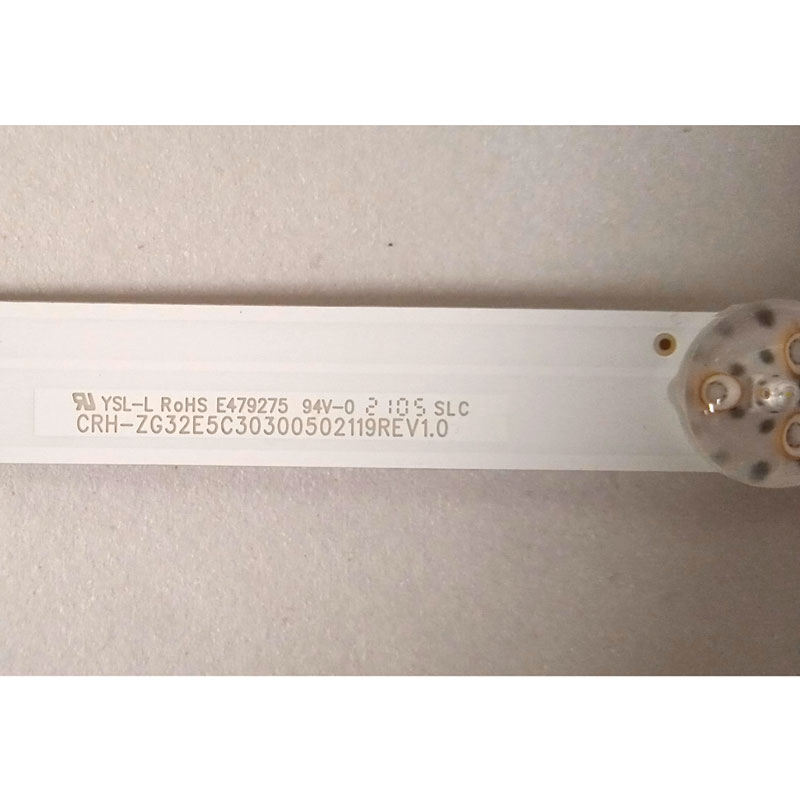 YSL-L RoHS E479275 94V-0 2105 SLC
CRH-ZG32E5C30300502119REV1.0